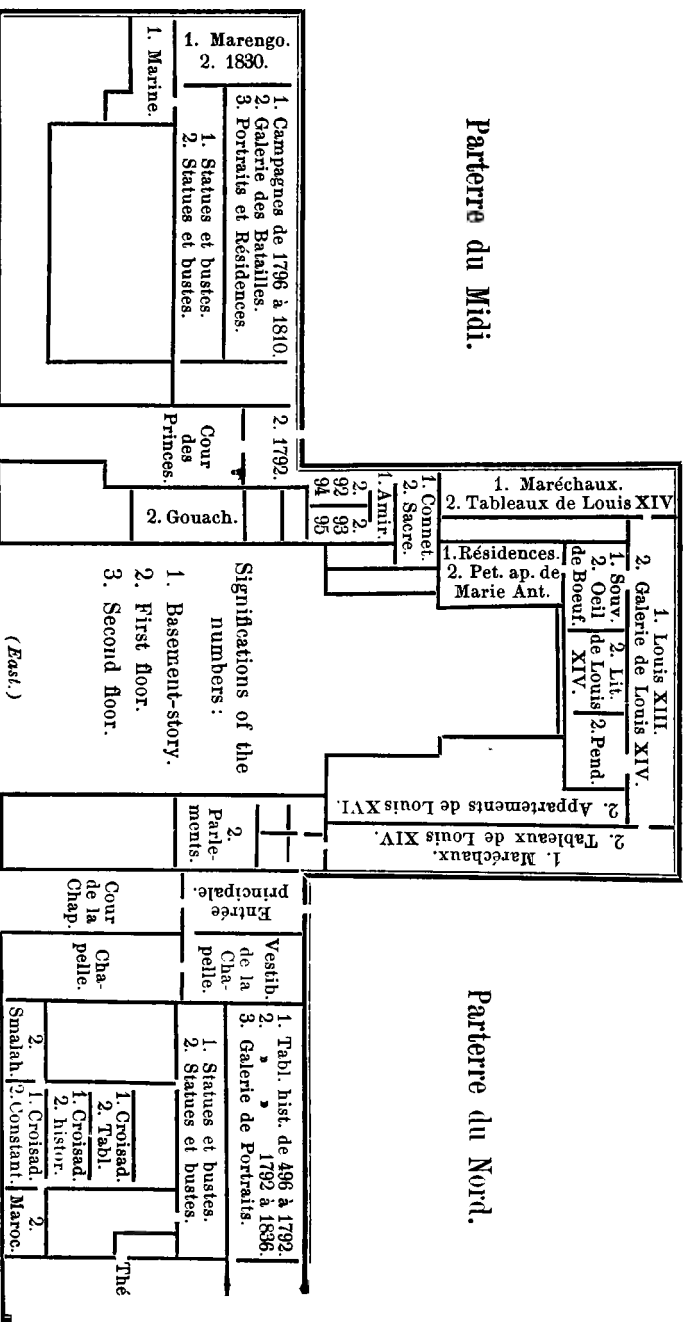 Parterre du Midi.
1. Marengo.
2. 1830.
1. Marine.
1. Campagnes de 1796 à 1810.
2. Galerie des Batailles.
3. Portraits et Résidences.
1. Statues et bustes.
2. Statues et bustes.
2. 1792.
Cour
des
Princes.
2. Gouach.
1. Connet.
2. Sacre.
1. Amir.
2.
92
94
2.
93
95
1. Maréchaux.
2. Tableaux de Louis XIV
1. Résidences.
2. Pet. ap. de
Marie Ant.
1. Louis XIII.
2. Galerie de Louis XIV.
1. Souv.
2. Oeil
de Boeuf.
2. Lit.
de Louis
XIV.
2. Pend.
2. Appartements de Louis XVI.
2. Tableaux de Louis XIV.
1. Maréchaux.
Significations of the
numbers:
1. Basement-story.
2. First floor.
3. Second floor.
(East.)
2.
Parle-
ments.
Entrée
principale.
Cour
de la
Chap.
Vestib.
de la
Cha-
pelle.
Cha-
pelle.
Parterre du Nord.
1. Tabl. hist. de 496 à 1792.
2. " " 1792 à 1836.
3. Galerie de Portraits.
1. Statues et bustes.
2. Statues et bustes.
1. Croisad.
2. Tabl.
1. Croisad.
2. histor.
1. Croisad.
2. Constant.
2.
Smalah.
2.
Maroc.
Thé